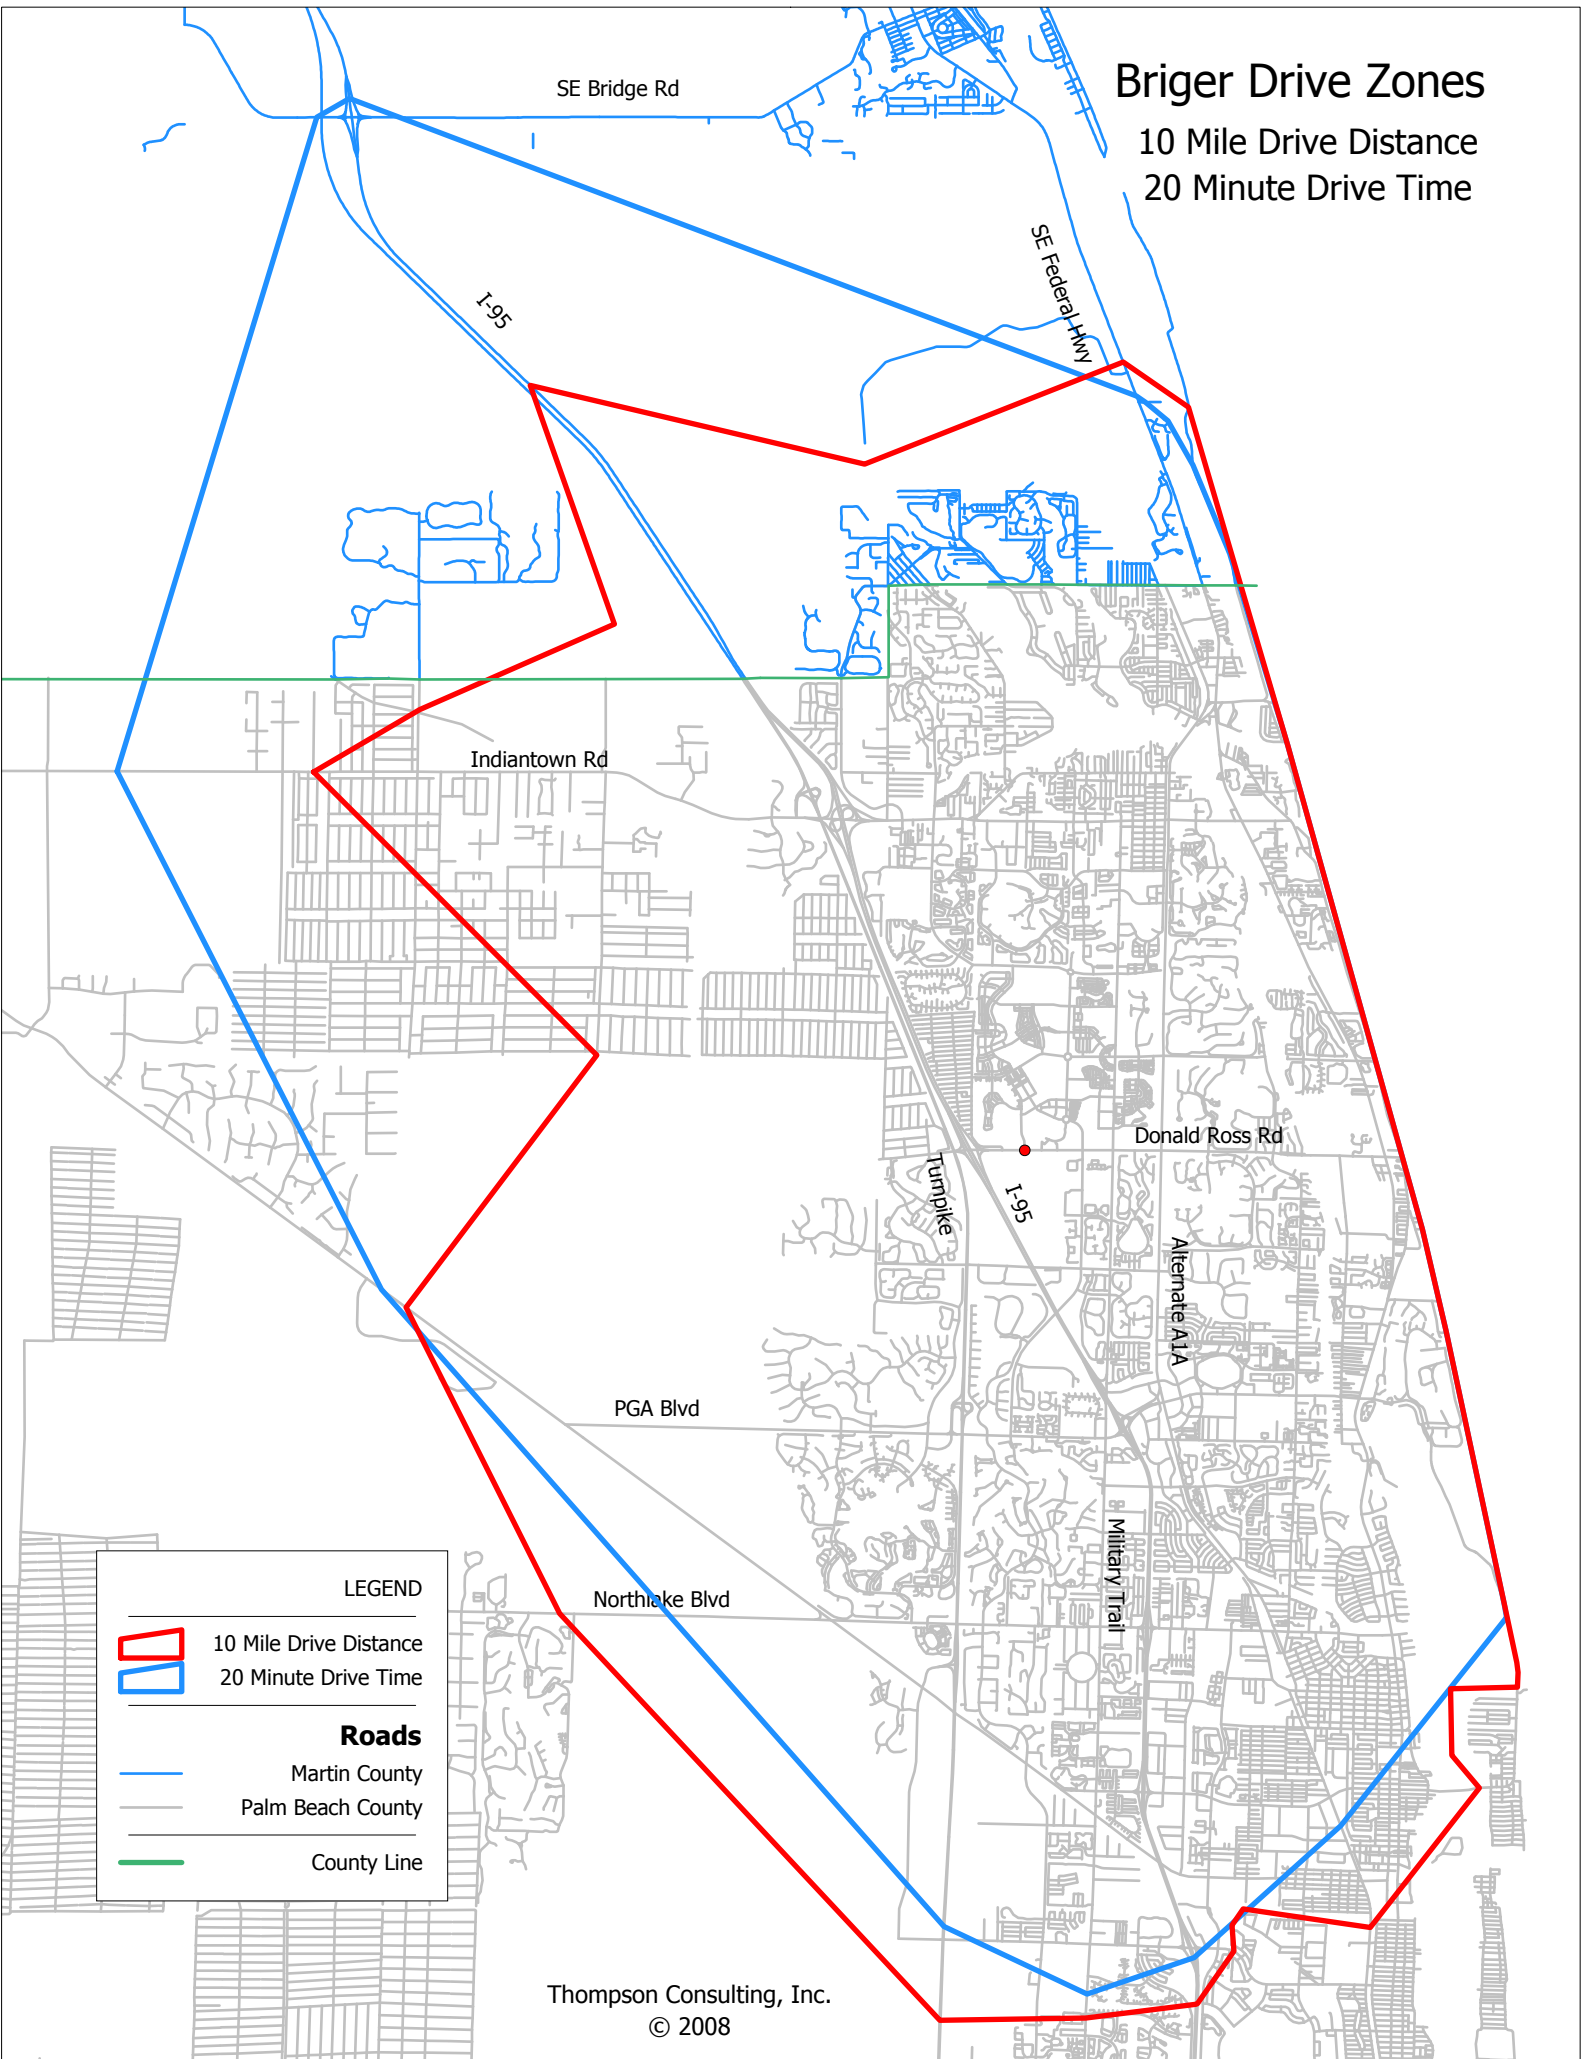 Briger Drive Zones
10 Mile Drive Distance
20 Minute Drive Time
SE Bridge Rd
SE Federal Hwy
I-95
Indiantown Rd
Donald Ross Rd
Turnpike
I-95
Alternate A1A
PGA Blvd
Military Trail
Northlake Blvd
LEGEND
10 Mile Drive Distance
20 Minute Drive Time
Roads
Martin County
Palm Beach County
County Line
Thompson Consulting, Inc.
© 2008